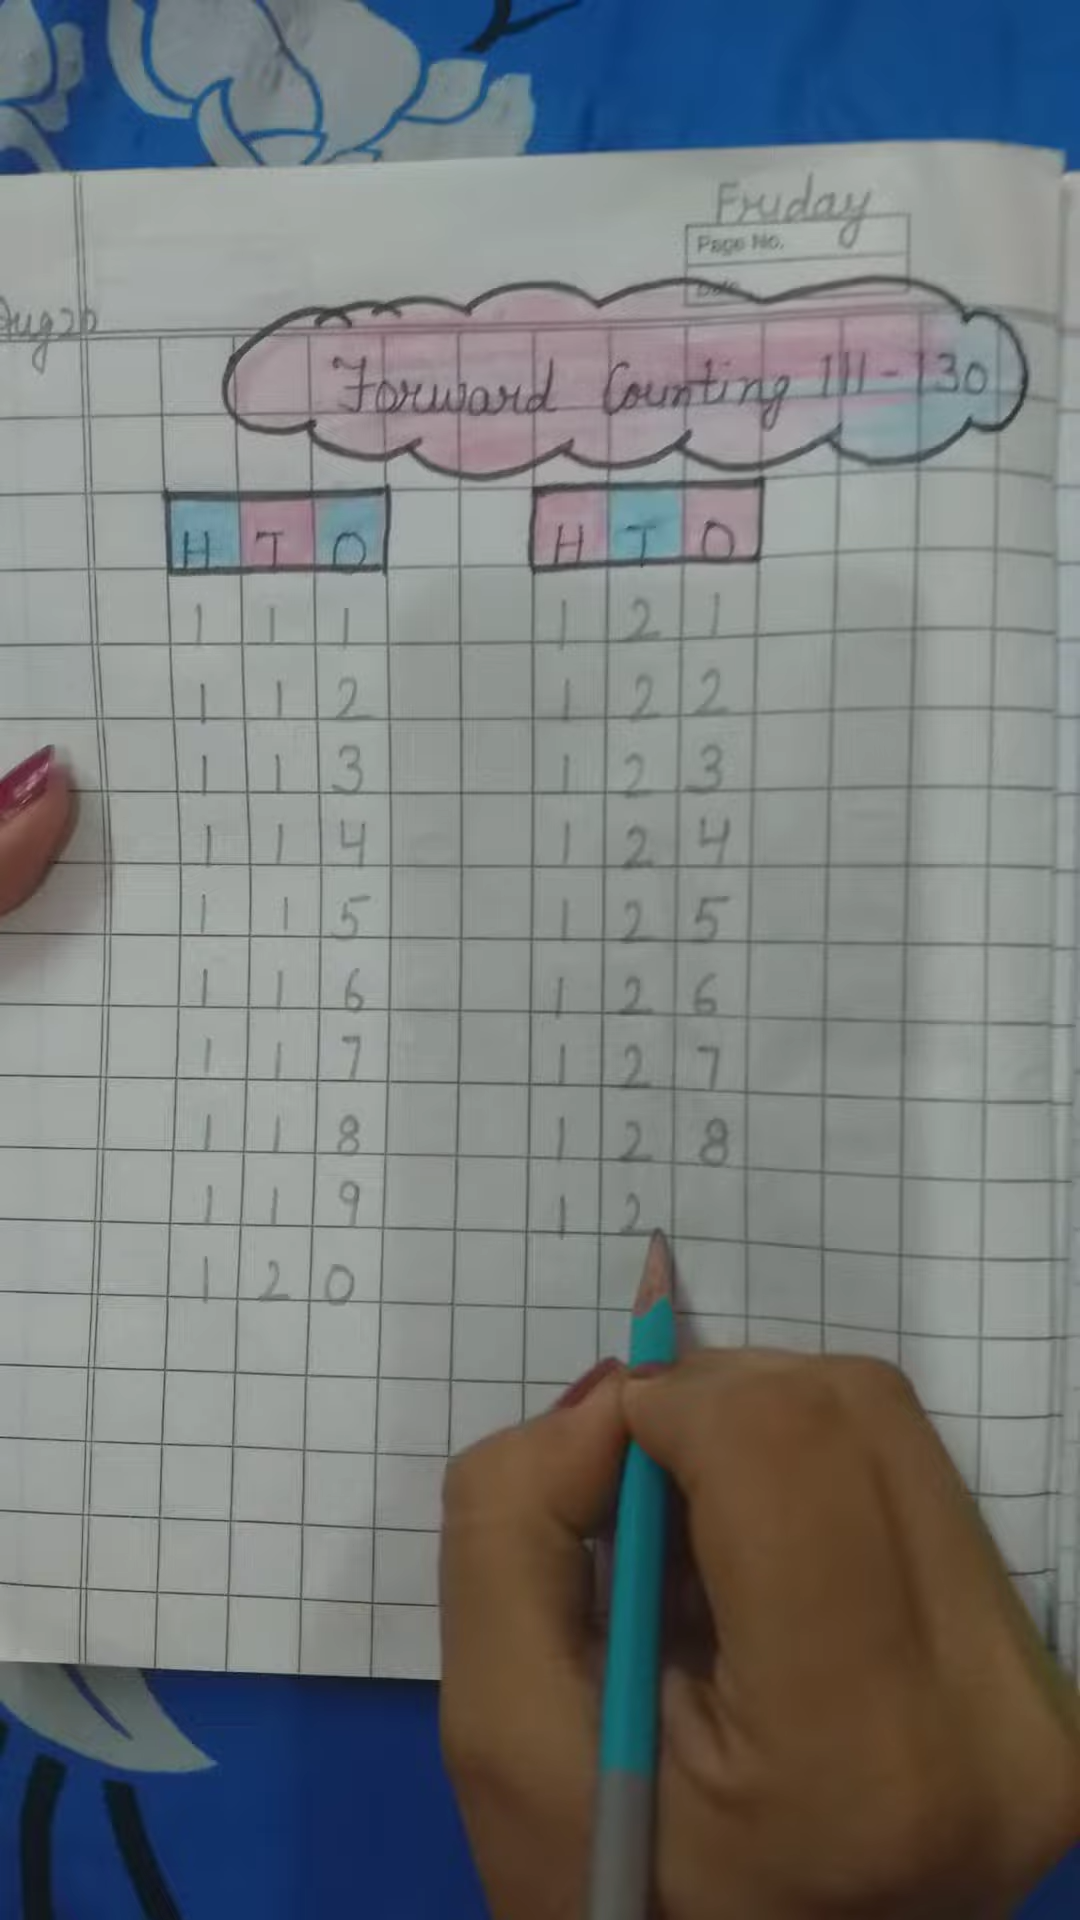 Friday
Page No.
Date
Aug 20
Forward Counting 111-130
H T O
1 1 1
1 1 2
1 1 3
1 1 4
1 1 5
1 1 6
1 1 7
1 1 8
1 1 9
1 2 0
H T O
1 2 1
1 2 2
1 2 3
1 2 4
1 2 5
1 2 6
1 2 7
1 2 8
1 2